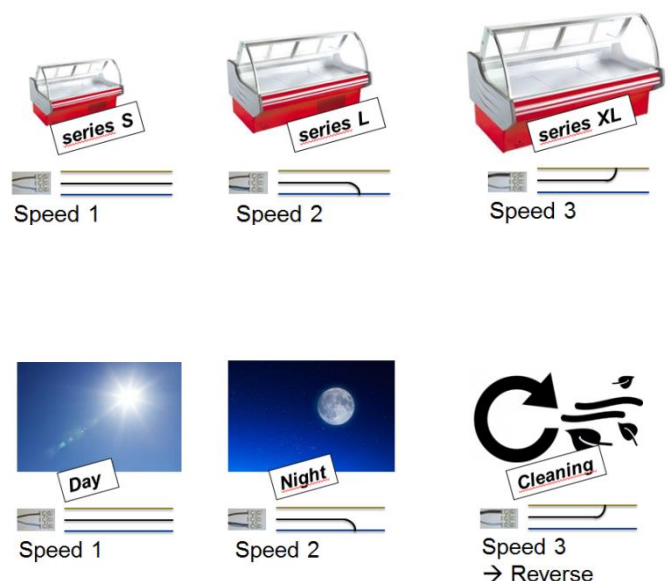 series S
series L
series XL
Speed 1
Speed 2
Speed 3
Day
Night
Cleaning
Speed 1
Speed 2
Speed 3
→ Reverse